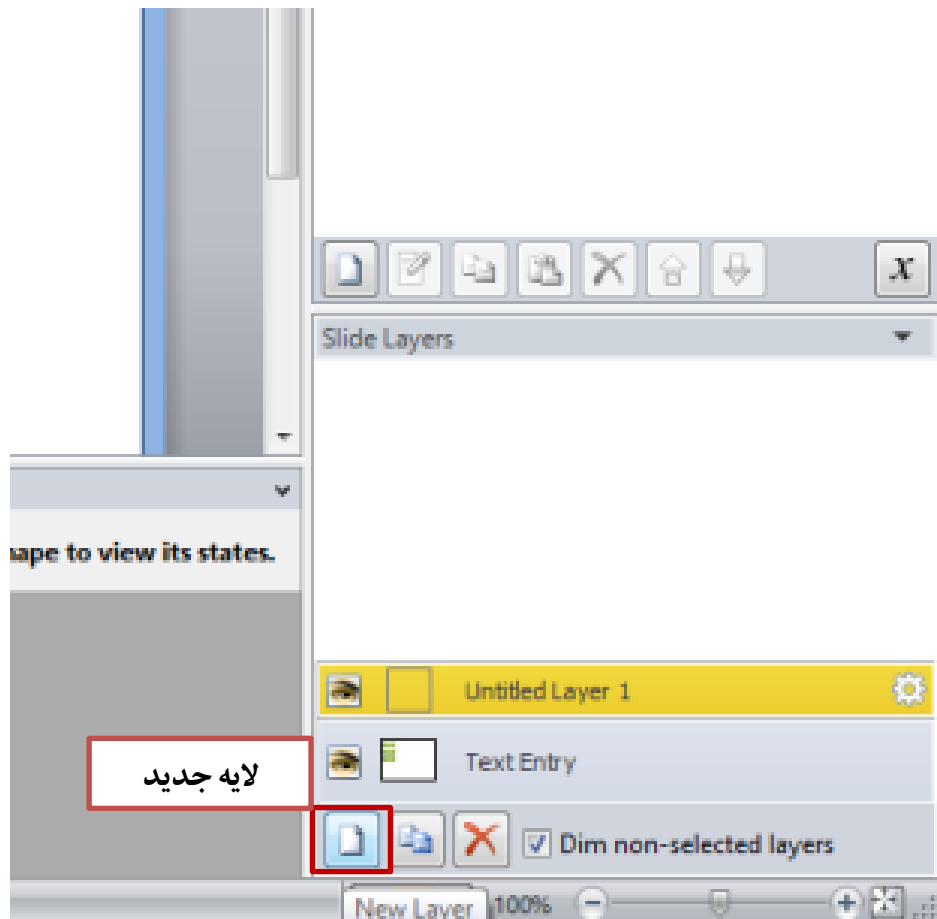 x
Slide Layers
hape to view its states.
Untitled Layer 1
Text Entry
لایه جدید
Dim non-selected layers
New Layer
100%